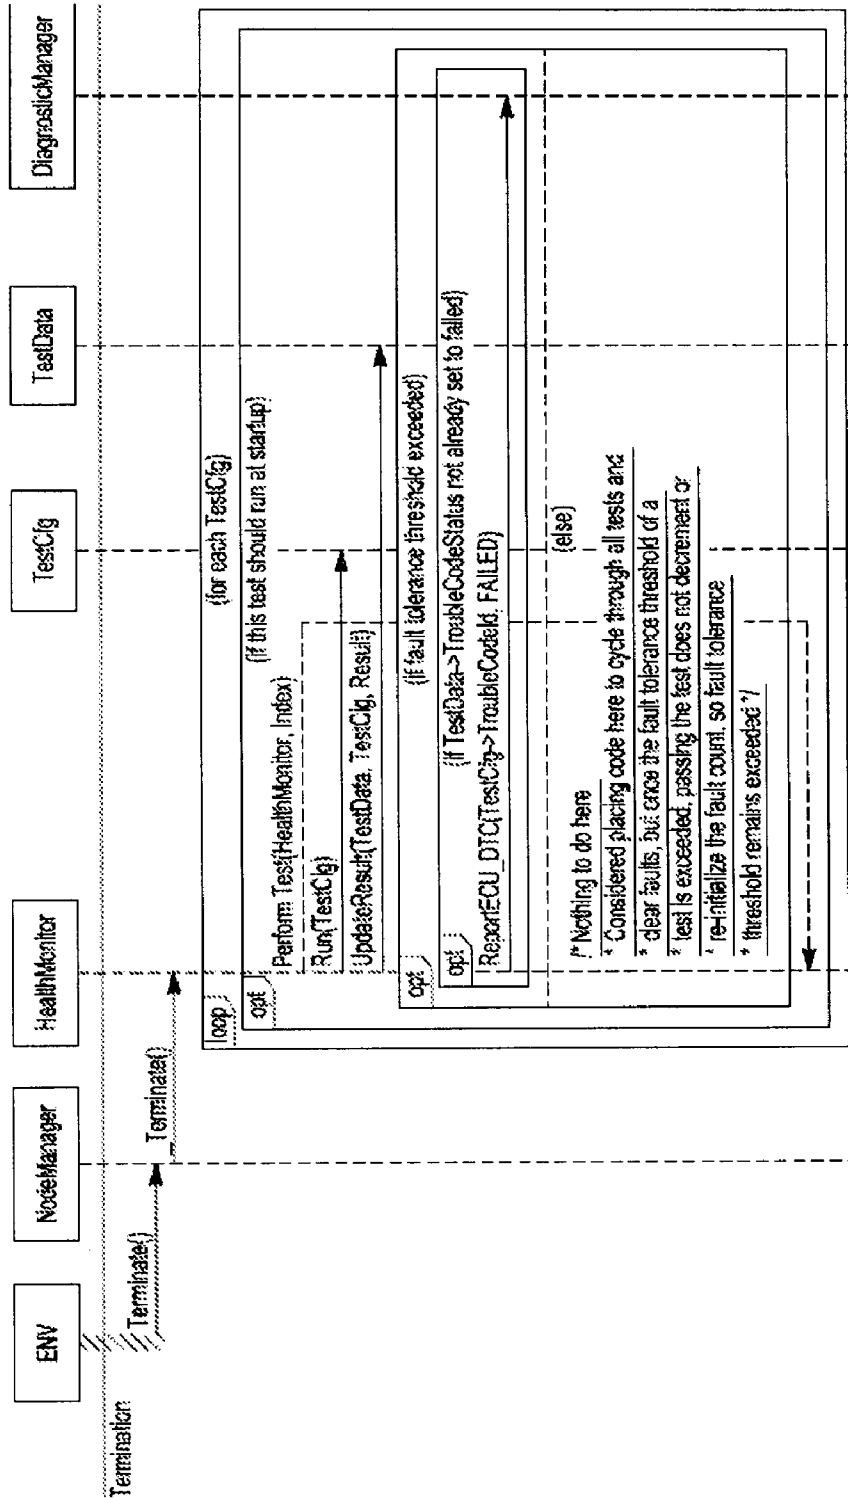 ENV
NodeManager
HealthMonitor
TestCfg
TestData
DiagnosticManager
Termination
Terminate()
_Terminate()
loop
{for each TestCfg}
opt
{if this test should run at startup}
Perform Test(HealthMonitor, Index)
Run(TestCfg)
UpdateResult(TestData, TestCfg, Result)
opt
{if fault tolerance threshold exceeded}
opt
{if TestData->TroubleCodeStatus not already set to failed}
ReportECU_DTC(TestCfg->TroubleCodeId, FAILED)
{else}
/* Nothing to do here
* Considered placing code here to cycle through all tests and
* clear faults, but once the fault tolerance threshold of a
* test is exceeded, passing the test does not decrement or
* re-initialize the fault count, so fault tolerance
* threshold remains exceeded */